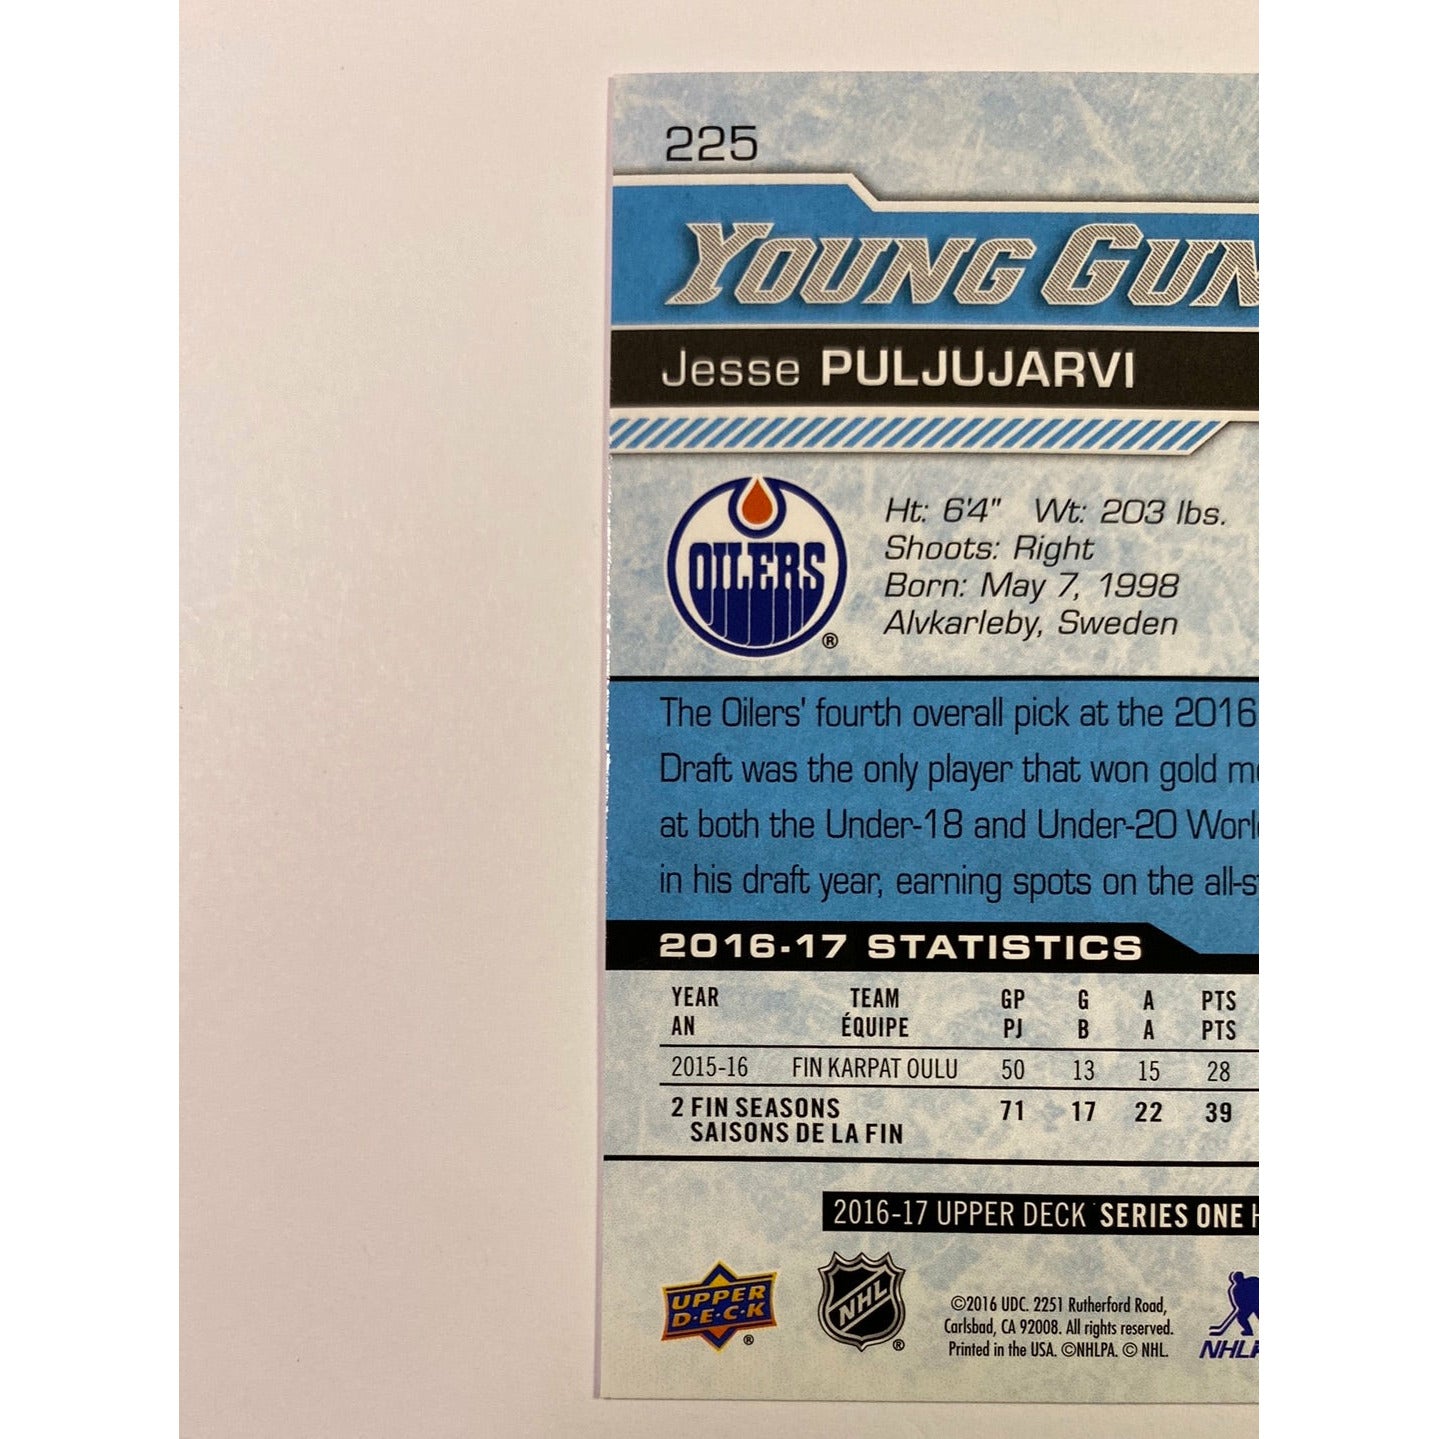 225
YOUNG GUN
Jesse PULJUJARVI
OILERS ®
Ht: 6'4" Wt: 203 lbs.
Shoots: Right
Born: May 7, 1998
Alvkarleby, Sweden
The Oilers' fourth overall pick at the 2016
Draft was the only player that won gold
at both the Under-18 and Under-20
in his draft year, earning spots on the
2016-17 STATISTICS
YEAR TEAM GP G A PTS
AN ÉQUIPE PJ B A PTS
2015-16 FIN KARPAT OULU 50 13 15 28
2 FIN SEASONS 71 17 22 39
SAISONS DE LA FIN
2016-17 UPPER DECK SERIES ONE
UPPER
D·E·C·K ®
NHL ®
©2016 UDC. 2251 Rutherford Road,
Carlsbad, CA 92008. All rights reserved.
Printed in the USA. ©NHLPA. © NHL.